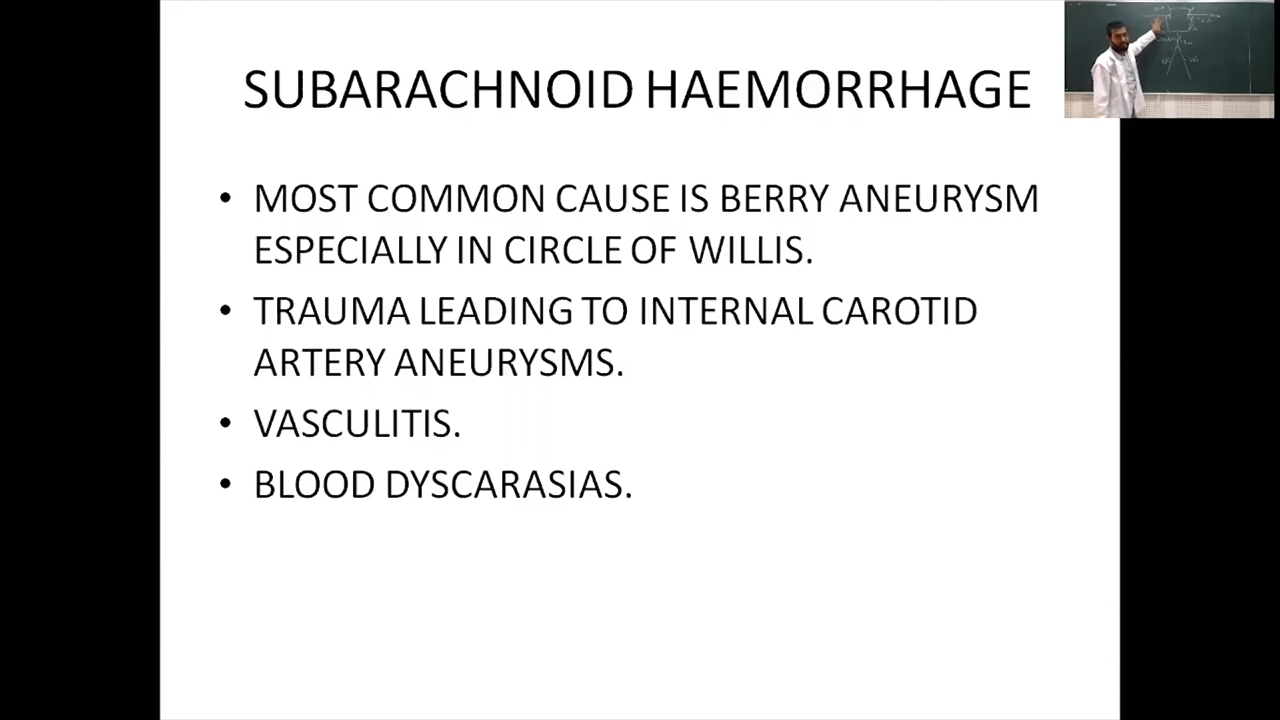 SUBARACHNOID HAEMORRHAGE
• MOST COMMON CAUSE IS BERRY ANEURYSM
ESPECIALLY IN CIRCLE OF WILLIS.
• TRAUMA LEADING TO INTERNAL CAROTID
ARTERY ANEURYSMS.
• VASCULITIS.
• BLOOD DYSCARASIAS.